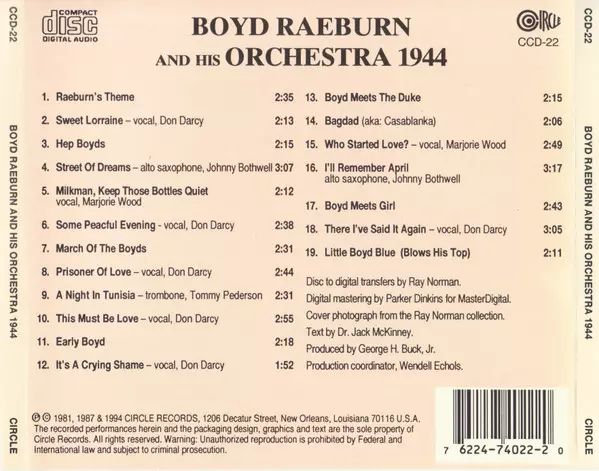 CCD-22
BOYD RAEBURN AND HIS ORCHESTRA 1944
CIRCLE
COMPACT
disc
DIGITAL AUDIO
BOYD RAEBURN
AND HIS ORCHESTRA 1944
CIRCLE
CCD-22
1. Raeburn's Theme 2:35
2. Sweet Lorraine – vocal, Don Darcy 2:13
3. Hep Boyds 2:15
4. Street Of Dreams – alto saxophone, Johnny Bothwell 3:07
5. Milkman, Keep Those Bottles Quiet 2:12
vocal, Marjorie Wood
6. Some Peacful Evening - vocal, Don Darcy 2:38
7. March Of The Boyds 2:31
8. Prisoner Of Love – vocal, Don Darcy 2:44
9. A Night In Tunisia – trombone, Tommy Pederson 2:31
10. This Must Be Love – vocal, Don Darcy 2:55
11. Early Boyd 2:18
12. It's A Crying Shame – vocal, Don Darcy 1:52
13. Boyd Meets The Duke 2:15
14. Bagdad (aka: Casablanka) 2:06
15. Who Started Love? – vocal, Marjorie Wood 2:49
16. I'll Remember April 3:17
alto saxophone, Johnny Bothwell
17. Boyd Meets Girl 2:43
18. There I've Said It Again – vocal, Don Darcy 3:05
19. Little Boyd Blue (Blows His Top) 2:11
Disc to digital transfers by Ray Norman.
Digital mastering by Parker Dinkins for MasterDigital.
Cover photograph from the Ray Norman collection.
Text by Dr. Jack McKinney.
Produced by George H. Buck, Jr.
Production coordinator, Wendell Echols.
℗ © 1981, 1987 & 1994 CIRCLE RECORDS, 1206 Decatur Street, New Orleans, Louisiana 70116 U.S.A.
The recorded performances herein and the packaging design, graphics and text are the sole property of
Circle Records. All rights reserved. Warning: Unauthorized reproduction is prohibited by Federal and
International law and subject to criminal prosecution.
7 6224-74022-2 0
CCD-22
BOYD RAEBURN AND HIS ORCHESTRA 1944
CIRCLE